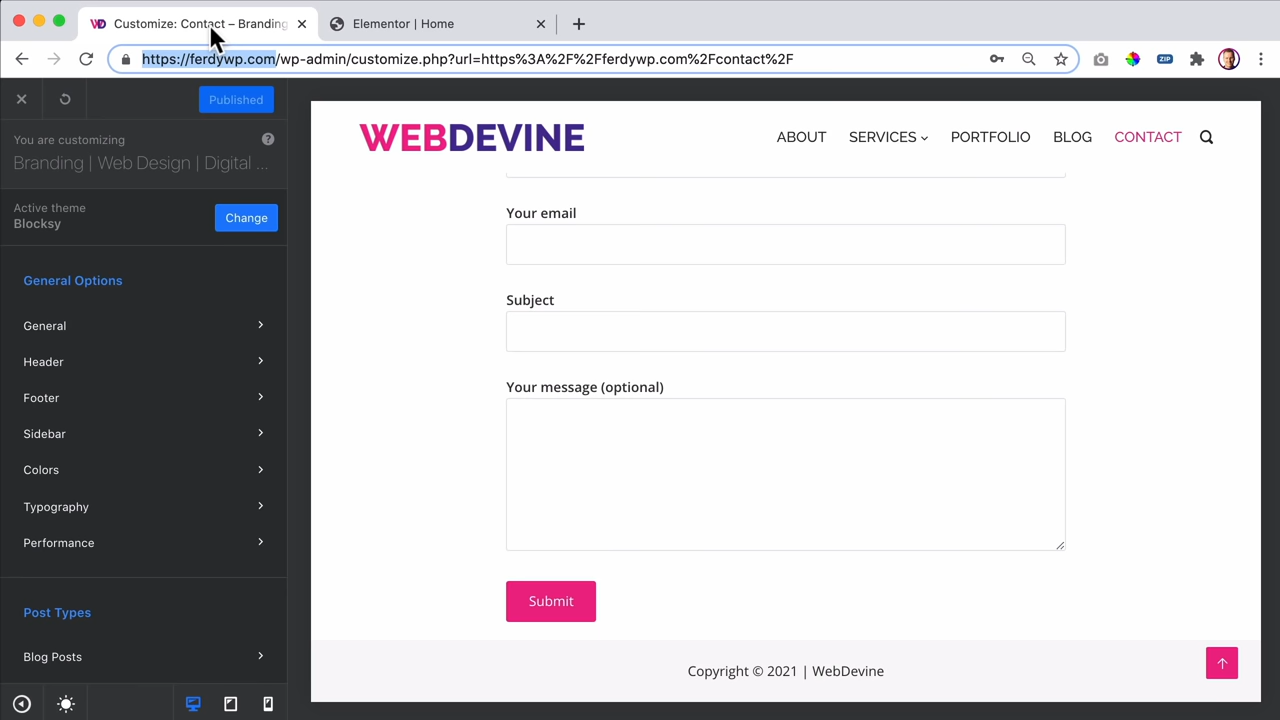 Customize: Contact – Branding
Elementor | Home
https://ferdywp.com/wp-admin/customize.php?url=https%3A%2F%2Fferdywp.com%2Fcontact%2F
ZIP
Published
You are customizing
Branding | Web Design | Digital ...
Active theme
Blocksy
Change
General Options
General
Header
Footer
Sidebar
Colors
Typography
Performance
Post Types
Blog Posts
WEBDEVINE
ABOUT SERVICES PORTFOLIO BLOG CONTACT
Your email
Subject
Your message (optional)
Submit
Copyright © 2021 | WebDevine